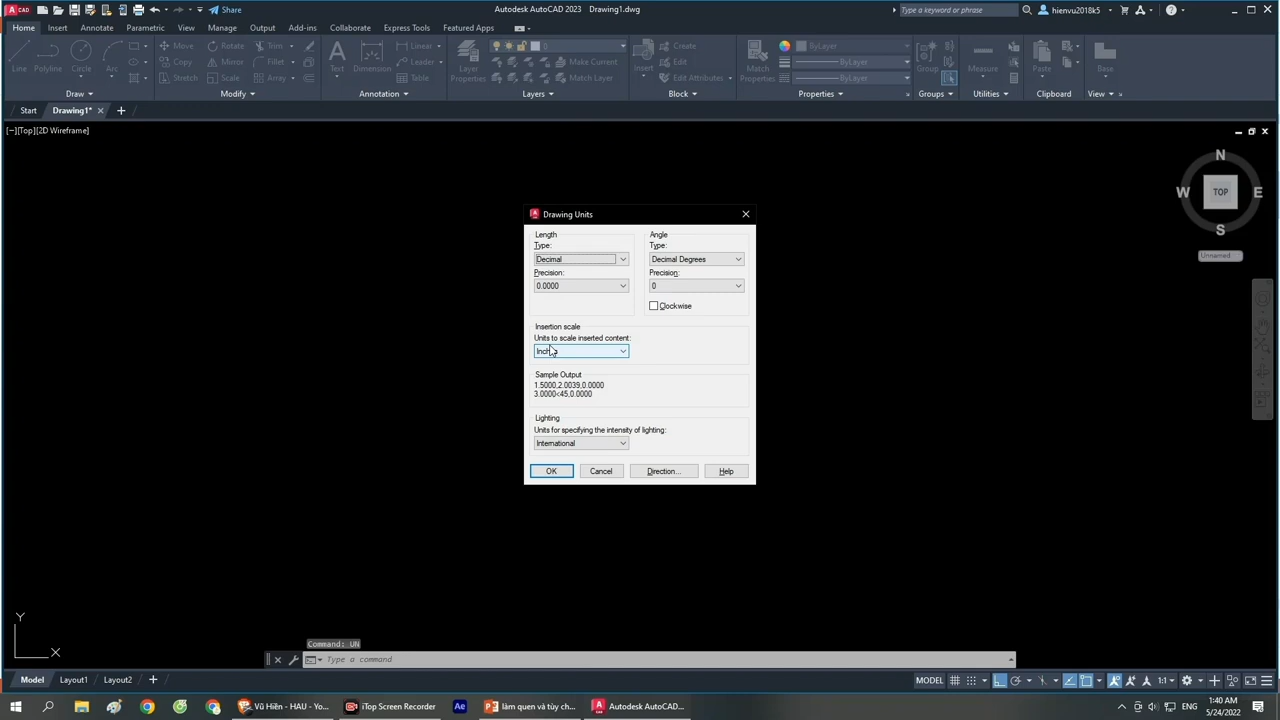 CAD
Share
Autodesk AutoCAD 2023 Drawing1.dwg
Type a keyword or phrase
hienvu2018k5
Home Insert Annotate Parametric View Manage Output Add-ins Collaborate Express Tools Featured Apps
Line Polyline Circle Arc
Move Rotate Trim
Copy Mirror Fillet
Stretch Scale Array
Text Dimension
Linear
Leader
Table
Layer Properties
0
Make Current
Match Layer
Insert
Create
Edit
Edit Attributes
Match Properties
ByLayer
ByLayer
ByLayer
Group
Measure
Paste
Base
Draw Modify Annotation Layers Block Properties Groups Utilities Clipboard View
Start Drawing1*
[−][Top][2D Wireframe]
N
W TOP E
S
Unnamed
Drawing Units
Length
Type:
Decimal
Precision:
0.0000
Angle
Type:
Decimal Degrees
Precision:
0
Clockwise
Insertion scale
Units to scale inserted content:
Sample Output
1.5000,2.0039,0.0000
3.0000<45,0.0000
Lighting
Units for specifying the intensity of lighting:
International
OK Cancel Direction... Help
Y
X
Command: UN
Type a command
Model Layout1 Layout2
MODEL
1:1
Vũ Hiền - HAU - Yo...
iTop Screen Recorder
Ae
làm quen và tùy ch...
Autodesk AutoCAD...
ENG
1:40 AM
5/24/2022